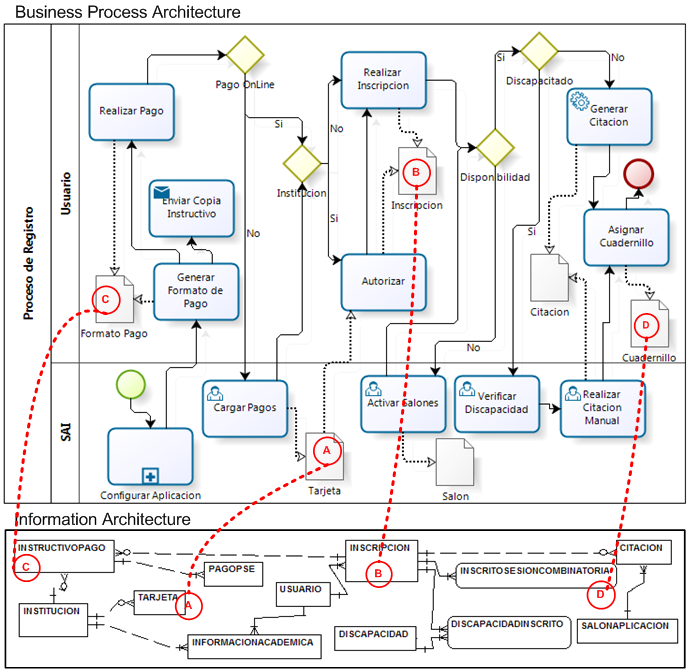 Business Process Architecture
Proceso de Registro
Usuario
SAI
Realizar Pago
Pago OnLine
Realizar
Inscripcion
Si
Discapacitado
No
Generar
Citacion
Si
No
Institucion
B
Inscripcion
Disponibilidad
Enviar Copia
Instructivo
No
Si
Si
Asignar
Cuadernillo
Generar
Formato de
Pago
Autorizar
C
Formato Pago
Citacion
D
Cuadernillo
No
Cargar Pagos
Activar Salones
Verificar
Discapacidad
Realizar
Citacion
Manual
A
Tarjeta
Salon
Configurar Aplicacion
Information Architecture
INSTRUCTIVOPAGO
C
PAGOPSE
INSCRIPCION
B
CITACION
INSCRITOSESIONCOMBINATORIA
D
INSTITUCION
TARJETA
A
USUARIO
INFORMACIONACADEMICA
DISCAPACIDAD
DISCAPACIDADINSCRITO
SALONAPLICACION